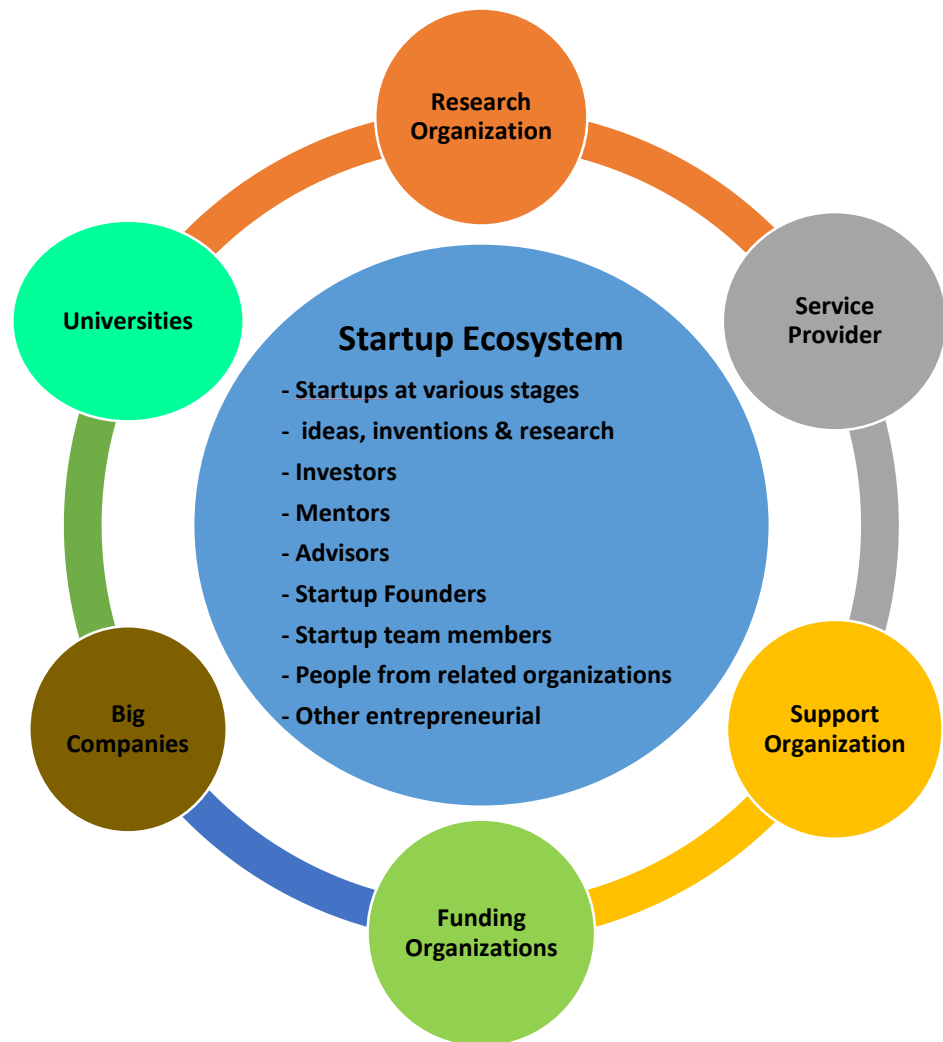 Research
Organization
Universities
Service
Provider
Startup Ecosystem
- Startups at various stages
- ideas, inventions & research
- Investors
- Mentors
- Advisors
- Startup Founders
- Startup team members
- People from related organizations
- Other entrepreneurial
Big
Companies
Support
Organization
Funding
Organizations